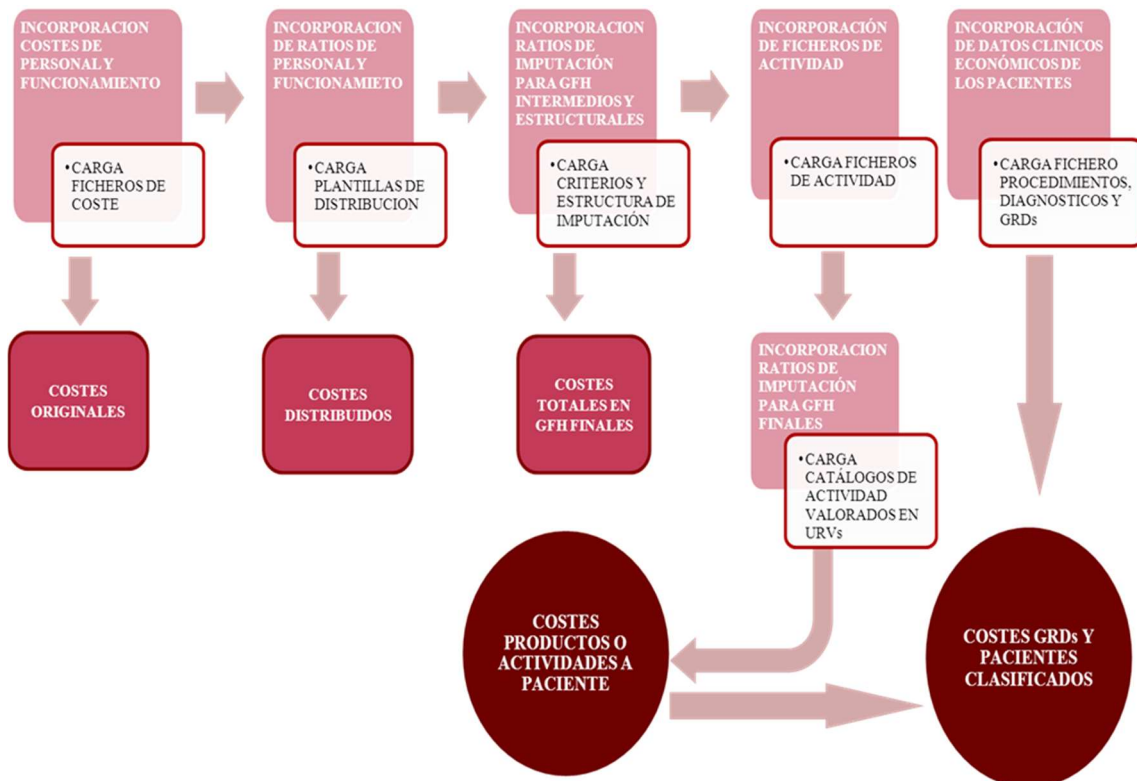 INCORPORACION
COSTES DE
PERSONAL Y
FUNCIONAMIENTO
•CARGA
FICHEROS DE
COSTE
INCORPORACION
DE RATIOS DE
PERSONAL Y
FUNCIONAMIETO
•CARGA
PLANTILLAS DE
DISTRIBUCION
INCORPORACION
RATIOS DE
IMPUTACIÓN
PARA GFH
INTERMEDIOS Y
ESTRUCTURALES
•CARGA
CRITERIOS Y
ESTRUCTURA DE
IMPUTACIÓN
INCORPORACIÓN
DE FICHEROS DE
ACTIVIDAD
•CARGA FICHEROS
DE ACTIVIDAD
INCORPORACIÓN
DE DATOS CLINICOS
ECONÓMICOS DE
LOS PACIENTES
•CARGA FICHERO
PROCEDIMIENTOS,
DIAGNOSTICOS Y
GRDs
COSTES
ORIGINALES
COSTES
DISTRIBUIDOS
COSTES
TOTALES EN
GFH FINALES
INCORPORACION
RATIOS DE
IMPUTACIÓN
PARA GFH
FINALES
•CARGA
CATÁLOGOS DE
ACTIVIDAD
VALORADOS EN
URVs
COSTES
PRODUCTOS O
ACTIVIDADES A
PACIENTE
COSTES GRDs Y
PACIENTES
CLASIFICADOS